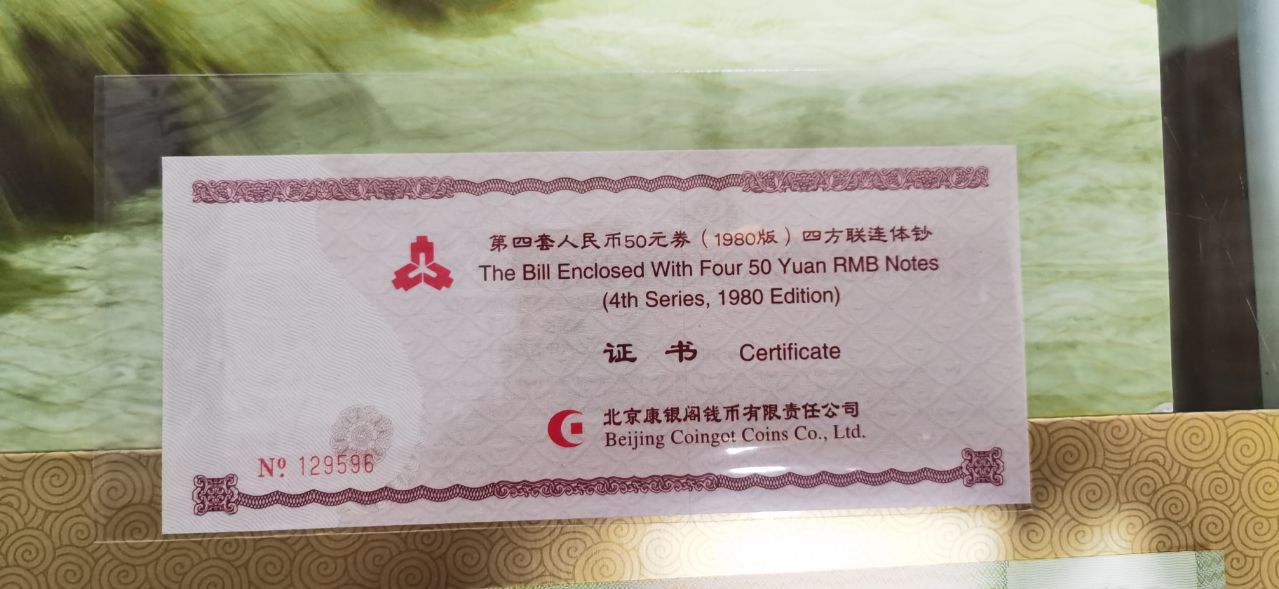 第四套人民币50元券（1980版）四方联连体钞
The Bill Enclosed With Four 50 Yuan RMB Notes
(4th Series, 1980 Edition)
证 书 Certificate
北京康银阁钱币有限责任公司
Beijing Coingot Coins Co., Ltd.
Nº 129596